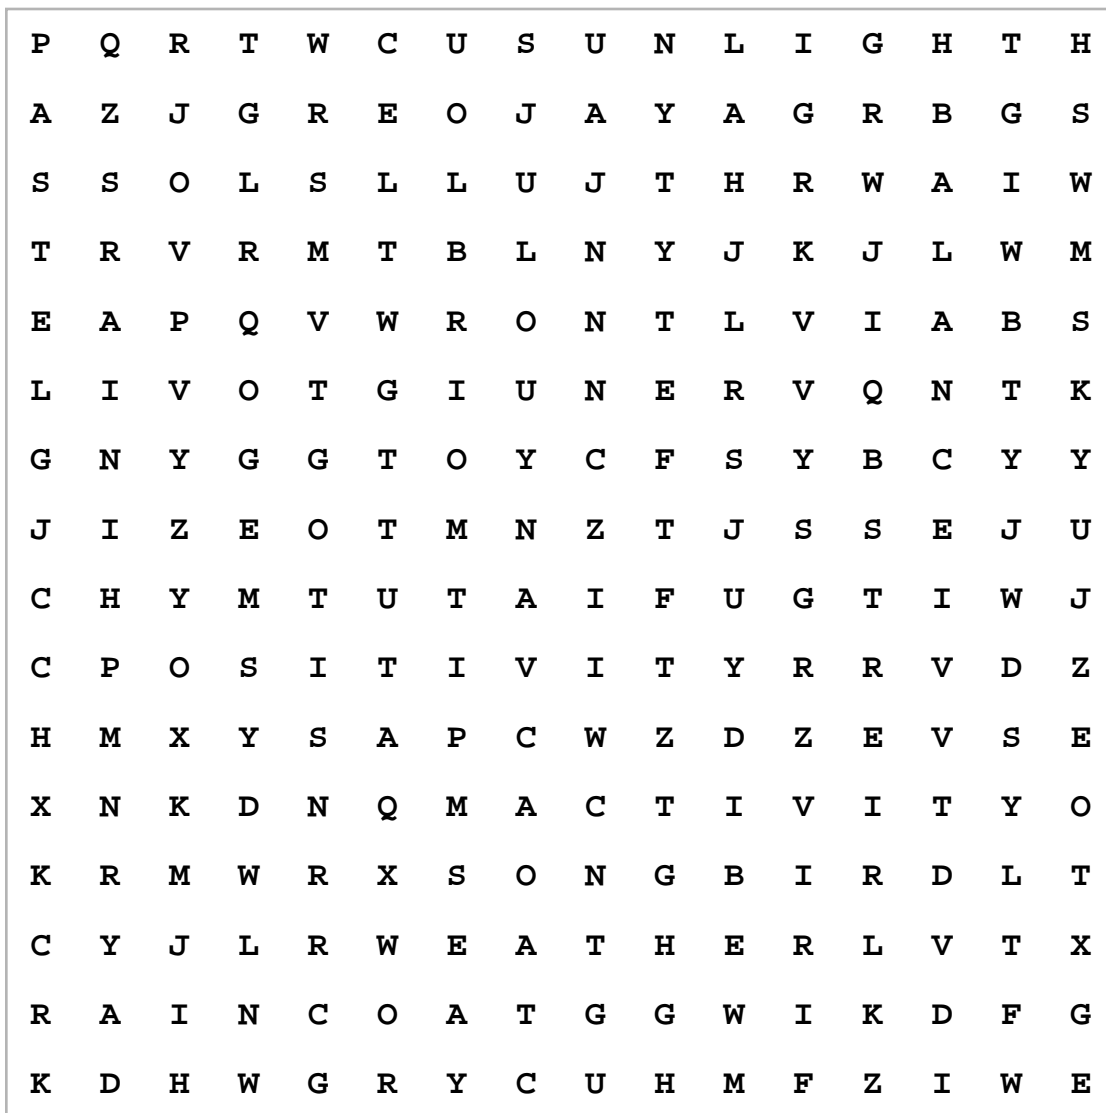 P Q R T W C U S U N L I G H T H
A Z J G R E O J A Y A G R B G S
S S O L S L L U J T H R W A I W
T R V R M T B L N Y J K J L W M
E A P Q V W R O N T L V I A B S
L I V O T G I U N E R V Q N T K
G N Y G G T O Y C F S Y B C Y Y
J I Z E O T M N Z T J S S E J U
C H Y M T U T A I F U G T I W J
C P O S I T I V I T Y R R V D Z
H M X Y S A P C W Z D Z E V S E
X N K D N Q M A C T I V I T Y O
K R M W R X S O N G B I R D L T
C Y J L R W E A T H E R L V T X
R A I N C O A T G G W I K D F G
K D H W G R Y C U H M F Z I W E